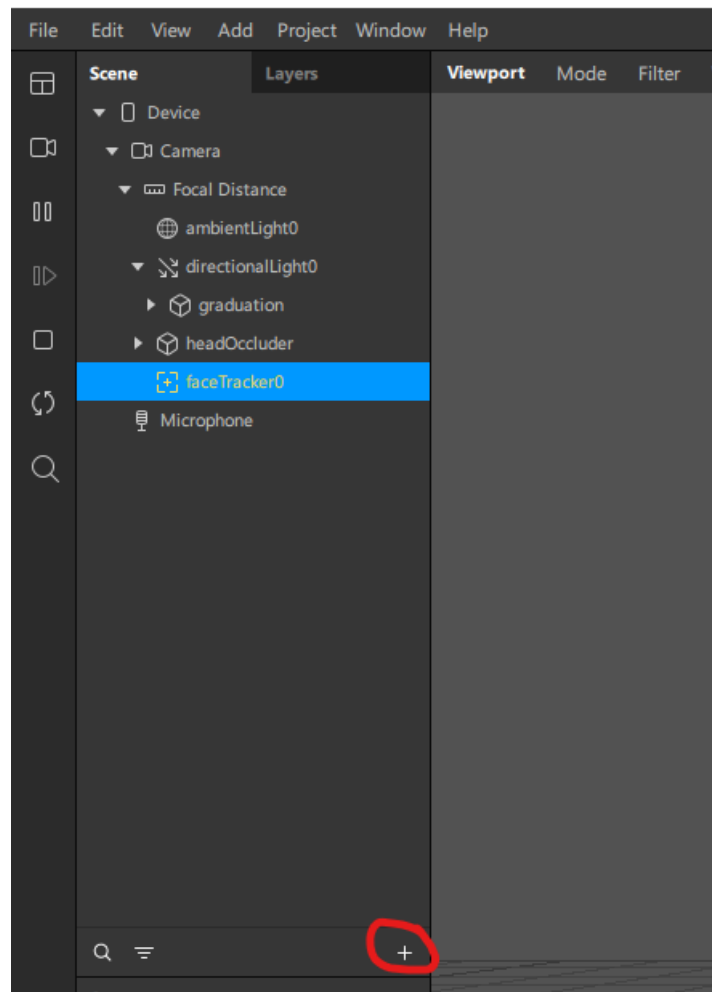 File Edit View Add Project Window Help
Scene Layers Viewport Mode Filter
Device
Camera
Focal Distance
ambientLight0
directionalLight0
graduation
headOccluder
faceTracker0
Microphone